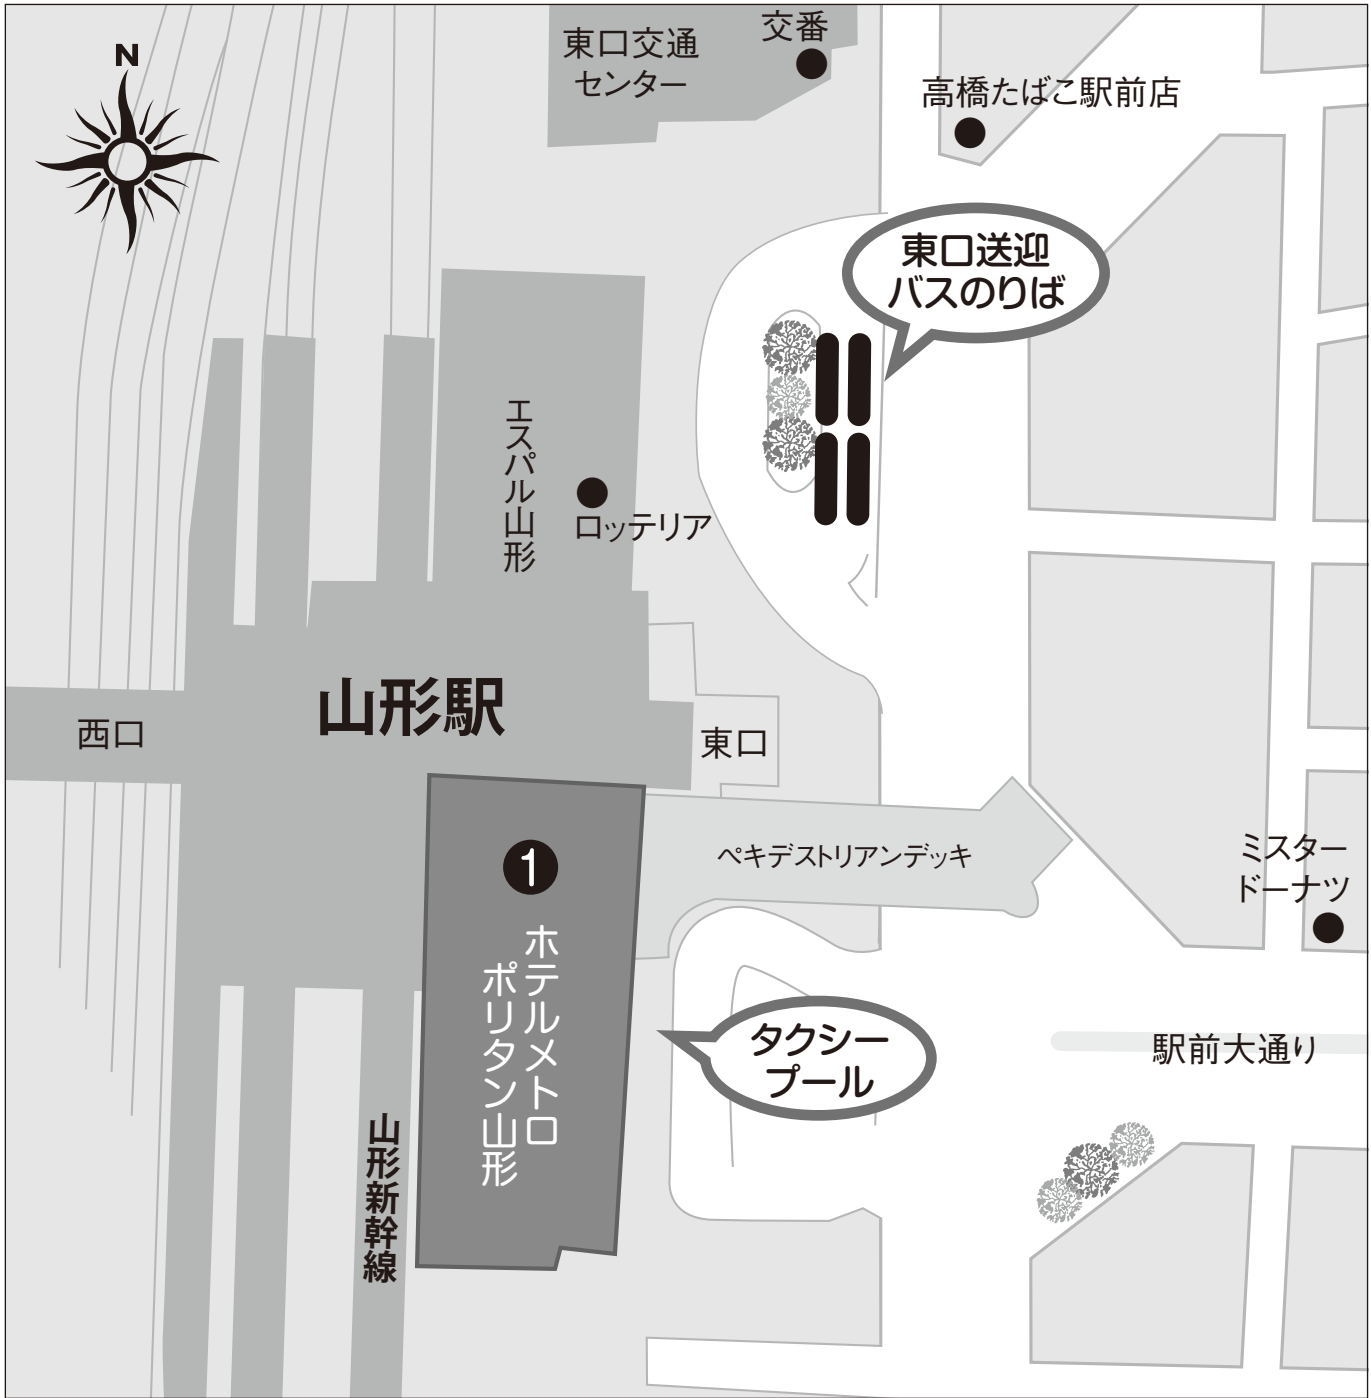 N
東口交通
センター
交番
高橋たばこ駅前店
東口送迎
バスのりば
エスパル山形
ロッテリア
山形駅
西口
東口
ペキデストリアンデッキ
ミスター
ドーナツ
1
ホテルメトロ
ポリタン山形
タクシー
プール
駅前大通り
山形新幹線